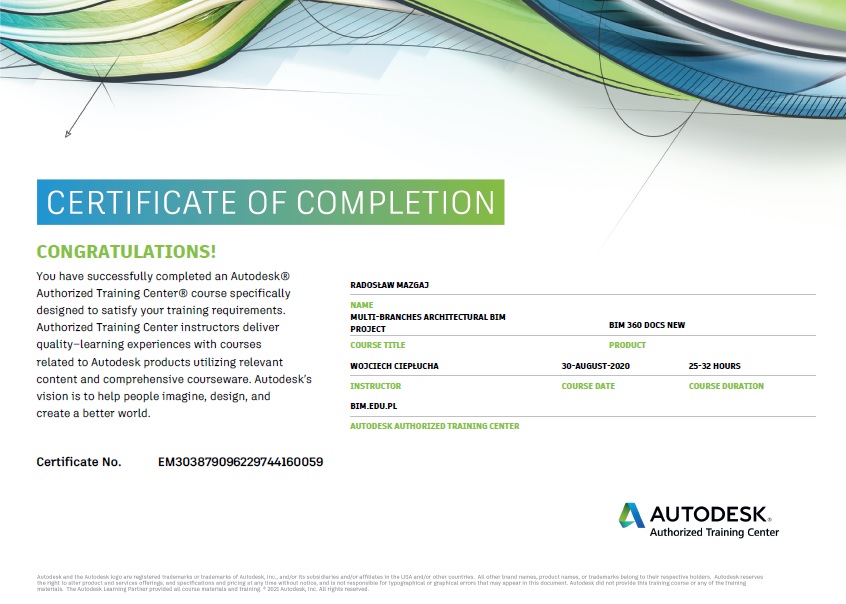 CERTIFICATE OF COMPLETION
CONGRATULATIONS!
You have successfully completed an Autodesk®
Authorized Training Center® course specifically
designed to satisfy your training requirements.
Authorized Training Center instructors deliver
quality-learning experiences with courses
related to Autodesk products utilizing relevant
content and comprehensive courseware. Autodesk's
vision is to help people imagine, design, and
create a better world.
Certificate No. EM303879096229744160059
RADOSŁAW MAZGAJ
NAME
MULTI-BRANCHES ARCHITECTURAL BIM
PROJECT
BIM 360 DOCS NEW
COURSE TITLE
PRODUCT
WOJCIECH CIEPŁUCHA
30-AUGUST-2020
25-32 HOURS
INSTRUCTOR
COURSE DATE
COURSE DURATION
BIM.EDU.PL
AUTODESK AUTHORIZED TRAINING CENTER
AUTODESK®
Authorized Training Center
Autodesk and the Autodesk logo are registered trademarks or trademarks of Autodesk, Inc., and/or its subsidiaries and/or affiliates in the USA and/or other countries. All other brand names, product names, or trademarks belong to their respective holders. Autodesk reserves
the right to alter product and services offerings, and specifications and pricing at any time without notice, and is not responsible for typographical or graphical errors that may appear in this document. Autodesk did not provide this training course or any of the training
materials. The Autodesk Learning Partner provided all course materials and training. © 2021 Autodesk, Inc. All rights reserved.